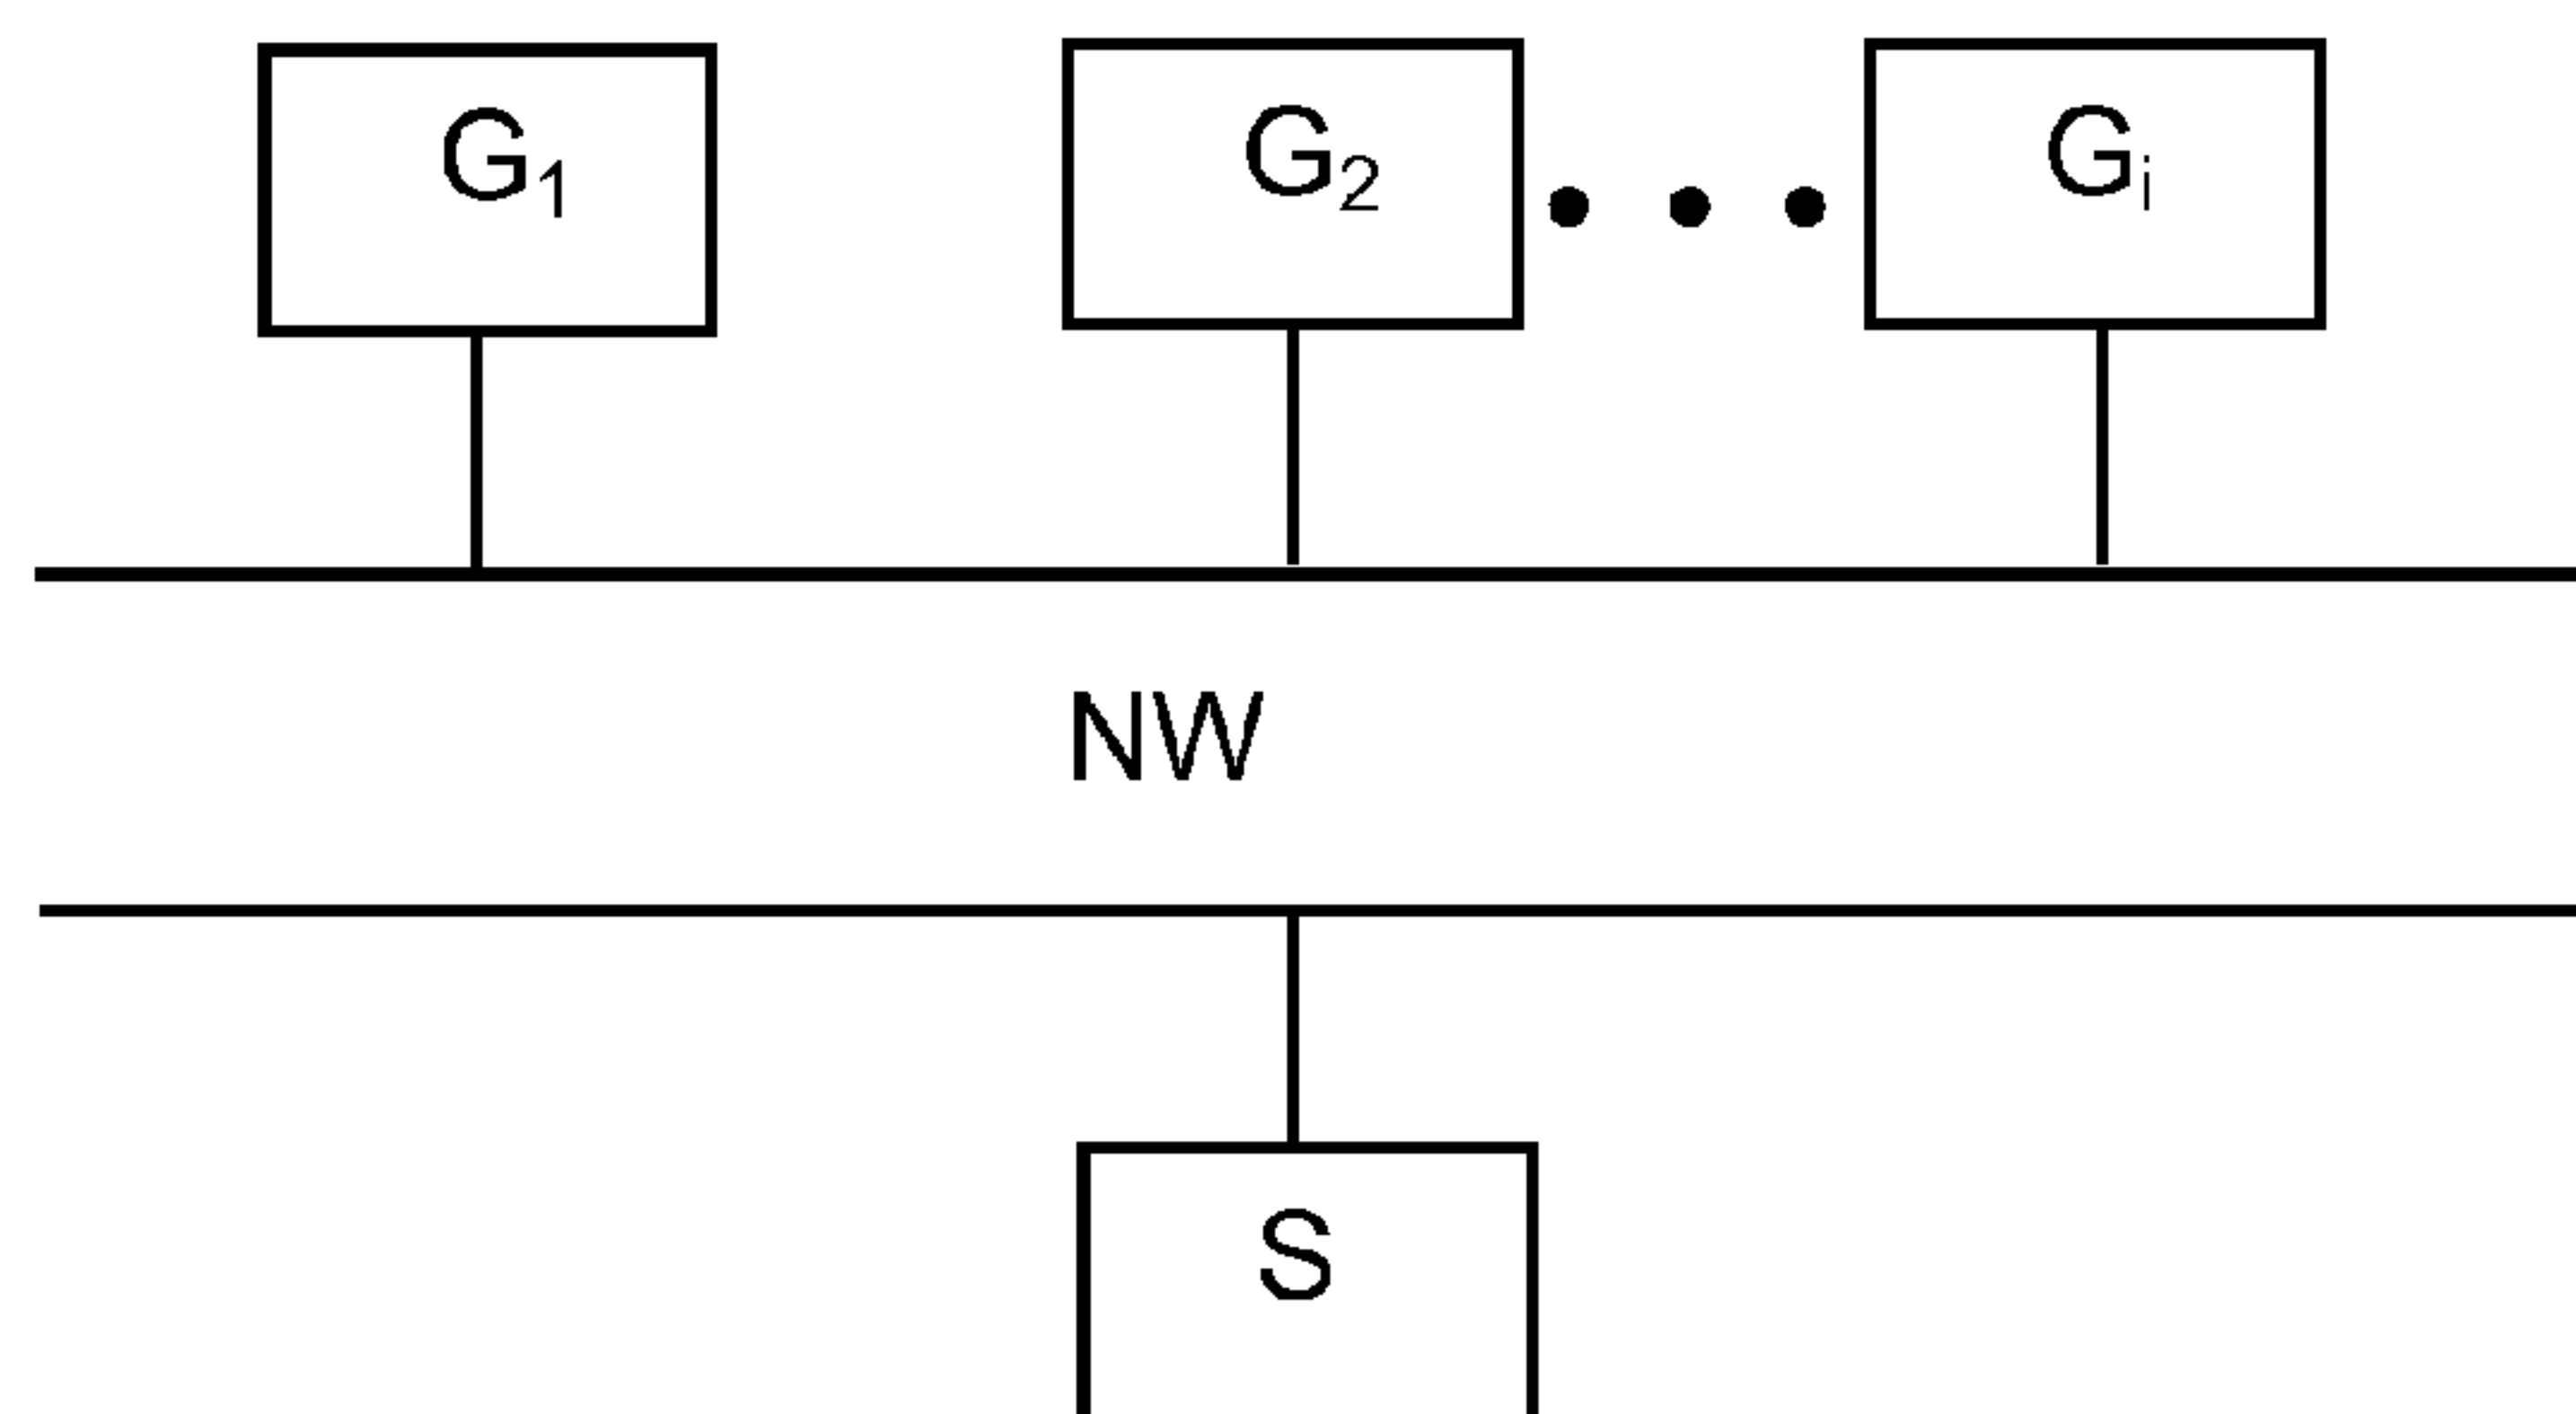 G₁ G₂ • • • Gᵢ
NW
S